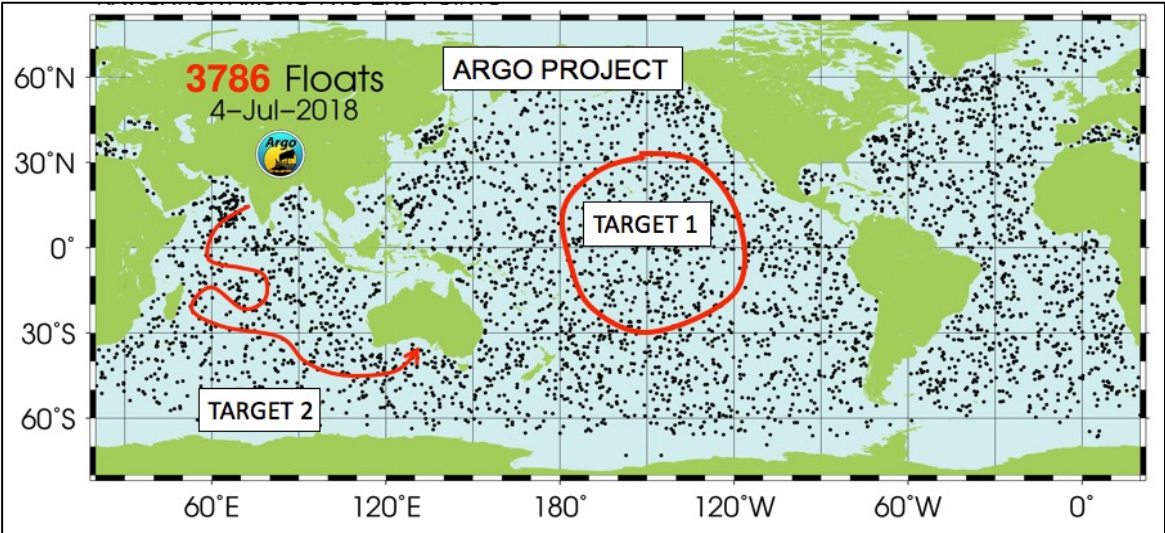 3786 Floats
4–Jul–2018
Argo
ARGO PROJECT
TARGET 1
TARGET 2
60˚N
30˚N
0˚
30˚S
60˚S
60˚E
120˚E
180˚
120˚W
60˚W
0˚